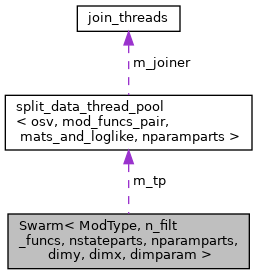 join_threads
m_joiner
split_data_thread_pool
< osv, mod_funcs_pair,
mats_and_loglike, nparamparts >
m_tp
Swarm< ModType, n_filt
_funcs, nstateparts, nparamparts,
dimy, dimx, dimparam >